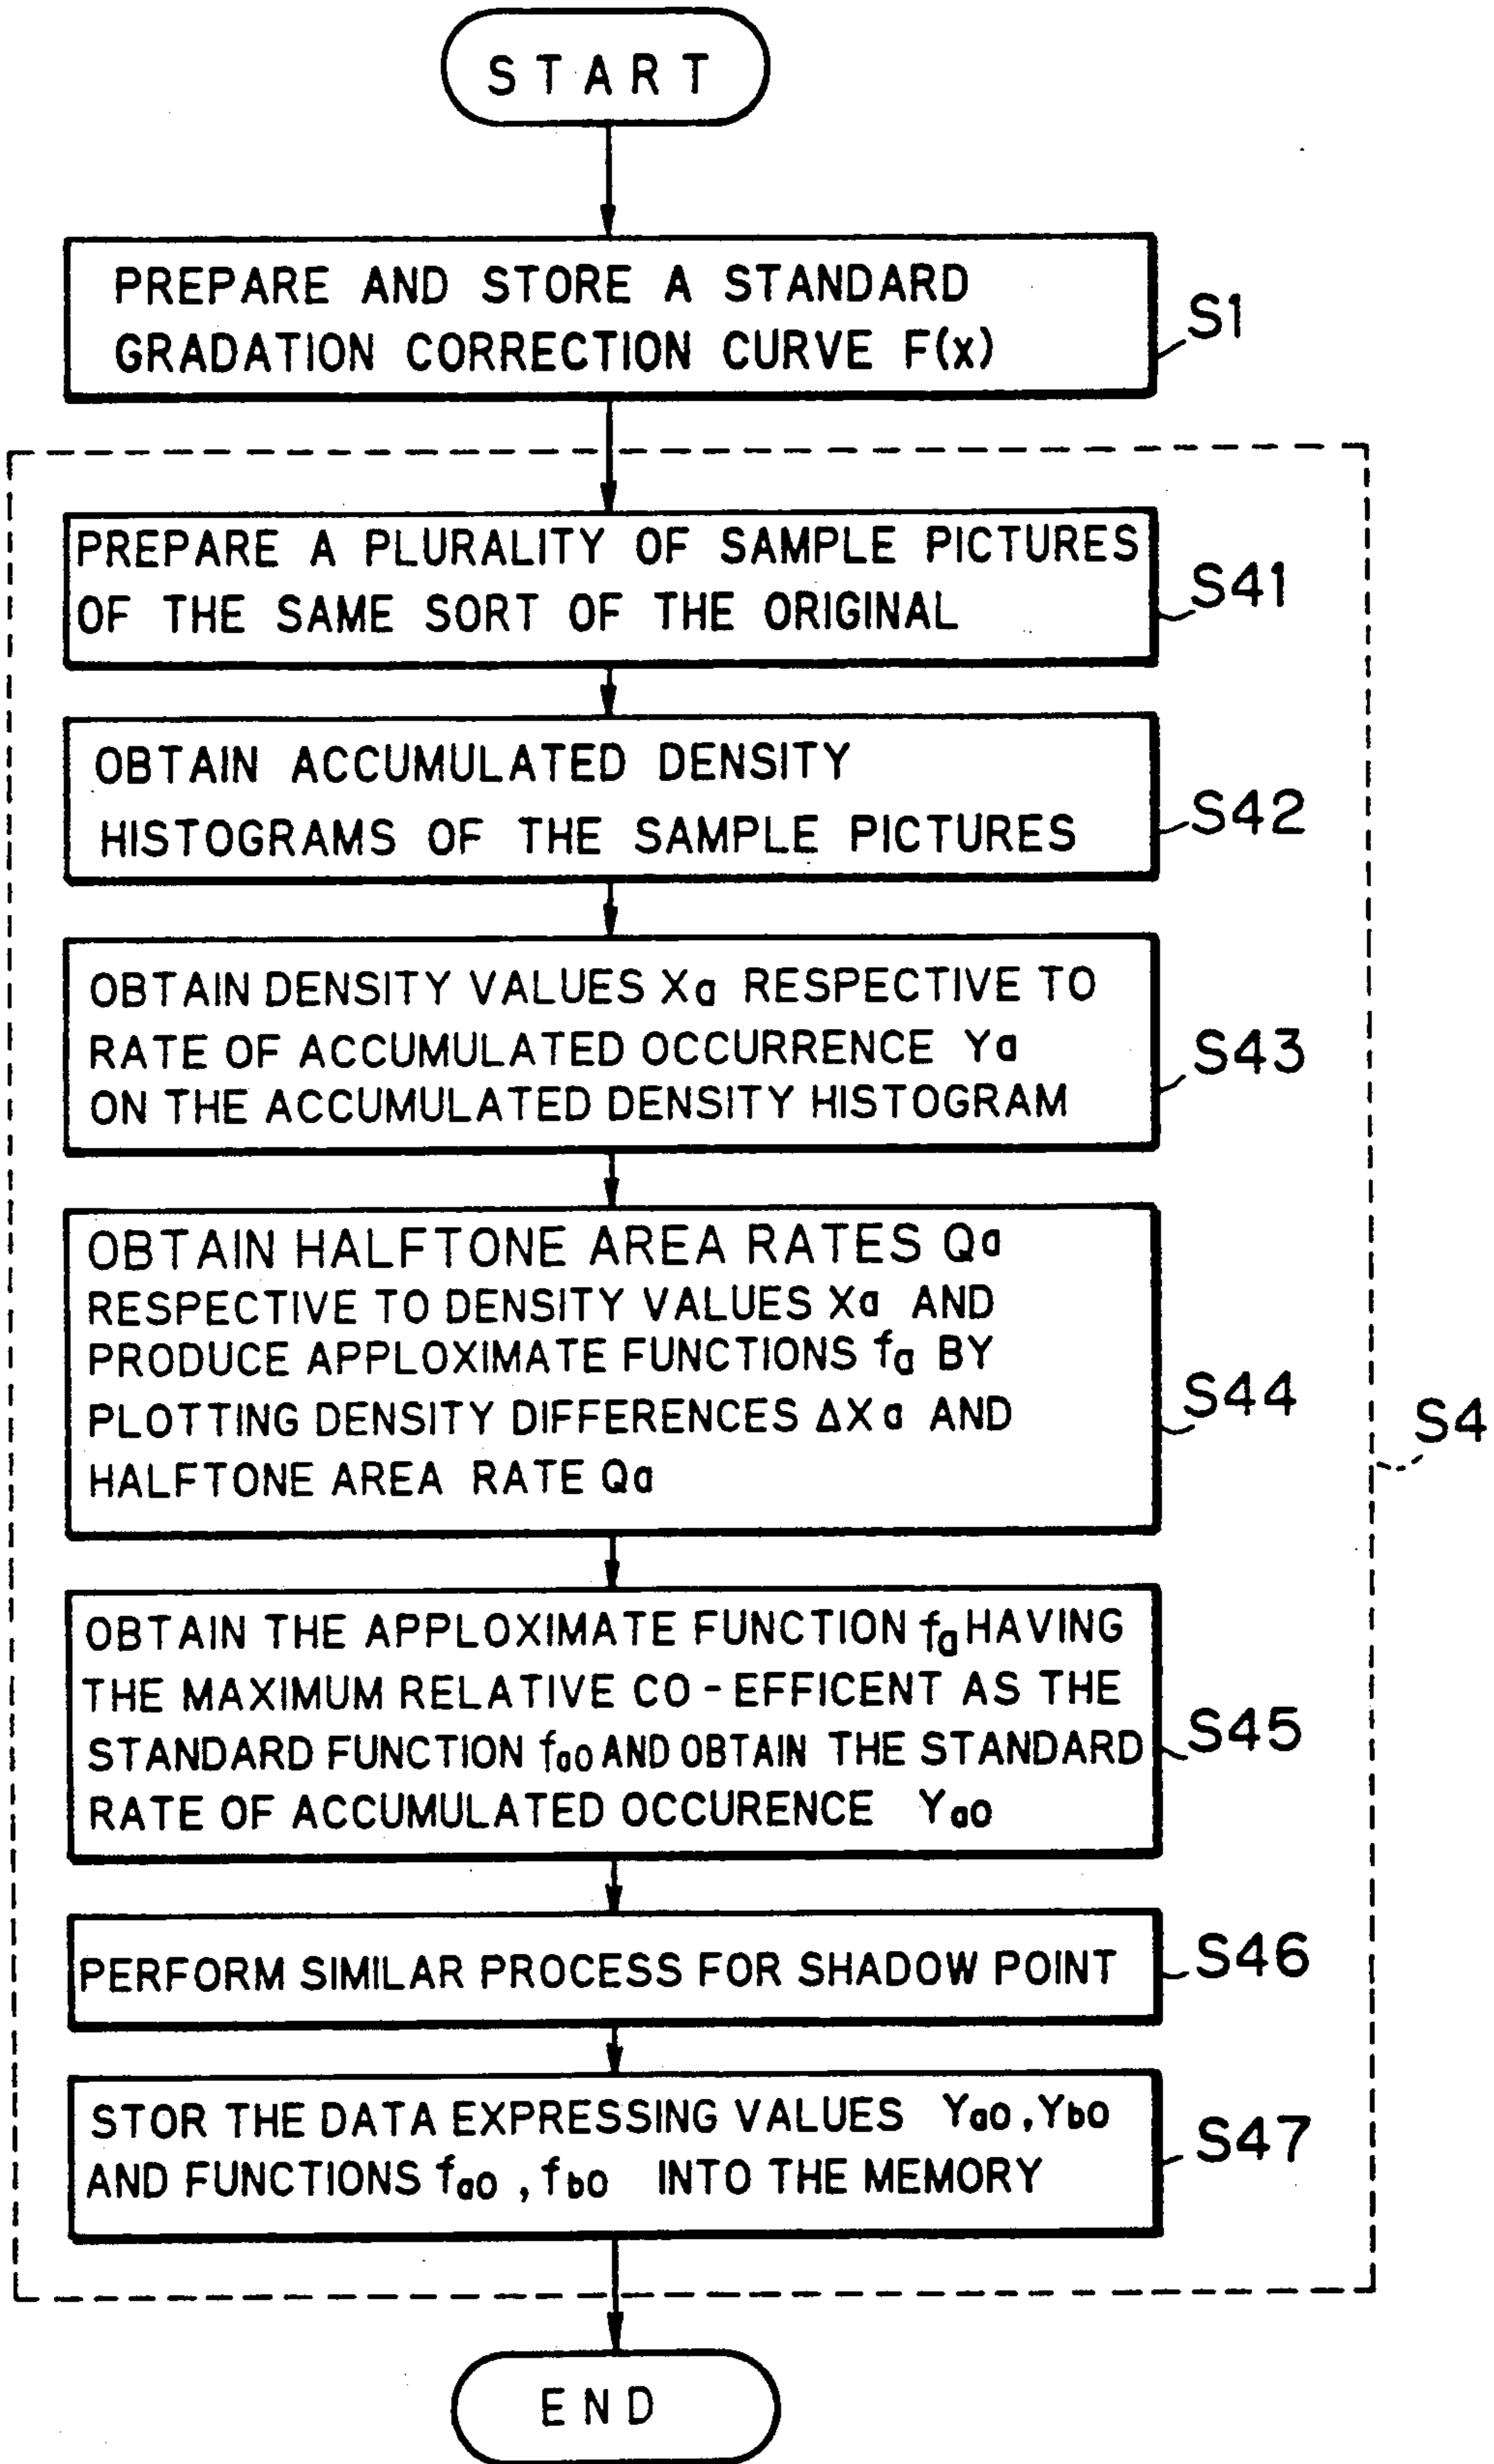 START
PREPARE AND STORE A STANDARD
GRADATION CORRECTION CURVE F(x)
S1
PREPARE A PLURALITY OF SAMPLE PICTURES
OF THE SAME SORT OF THE ORIGINAL
S41
OBTAIN ACCUMULATED DENSITY
HISTOGRAMS OF THE SAMPLE PICTURES
S42
OBTAIN DENSITY VALUES Xa RESPECTIVE TO
RATE OF ACCUMULATED OCCURRENCE Ya
ON THE ACCUMULATED DENSITY HISTOGRAM
S43
OBTAIN HALFTONE AREA RATES Qa
RESPECTIVE TO DENSITY VALUES Xa AND
PRODUCE APPLOXIMATE FUNCTIONS fa BY
PLOTTING DENSITY DIFFERENCES ΔXa AND
HALFTONE AREA RATE Qa
S44
S4
OBTAIN THE APPLOXIMATE FUNCTION fa HAVING
THE MAXIMUM RELATIVE CO-EFFICENT AS THE
STANDARD FUNCTION fao AND OBTAIN THE STANDARD
RATE OF ACCUMULATED OCCURENCE Yao
S45
PERFORM SIMILAR PROCESS FOR SHADOW POINT
S46
STOR THE DATA EXPRESSING VALUES Yao, Ybo
AND FUNCTIONS fao, fbo INTO THE MEMORY
S47
END